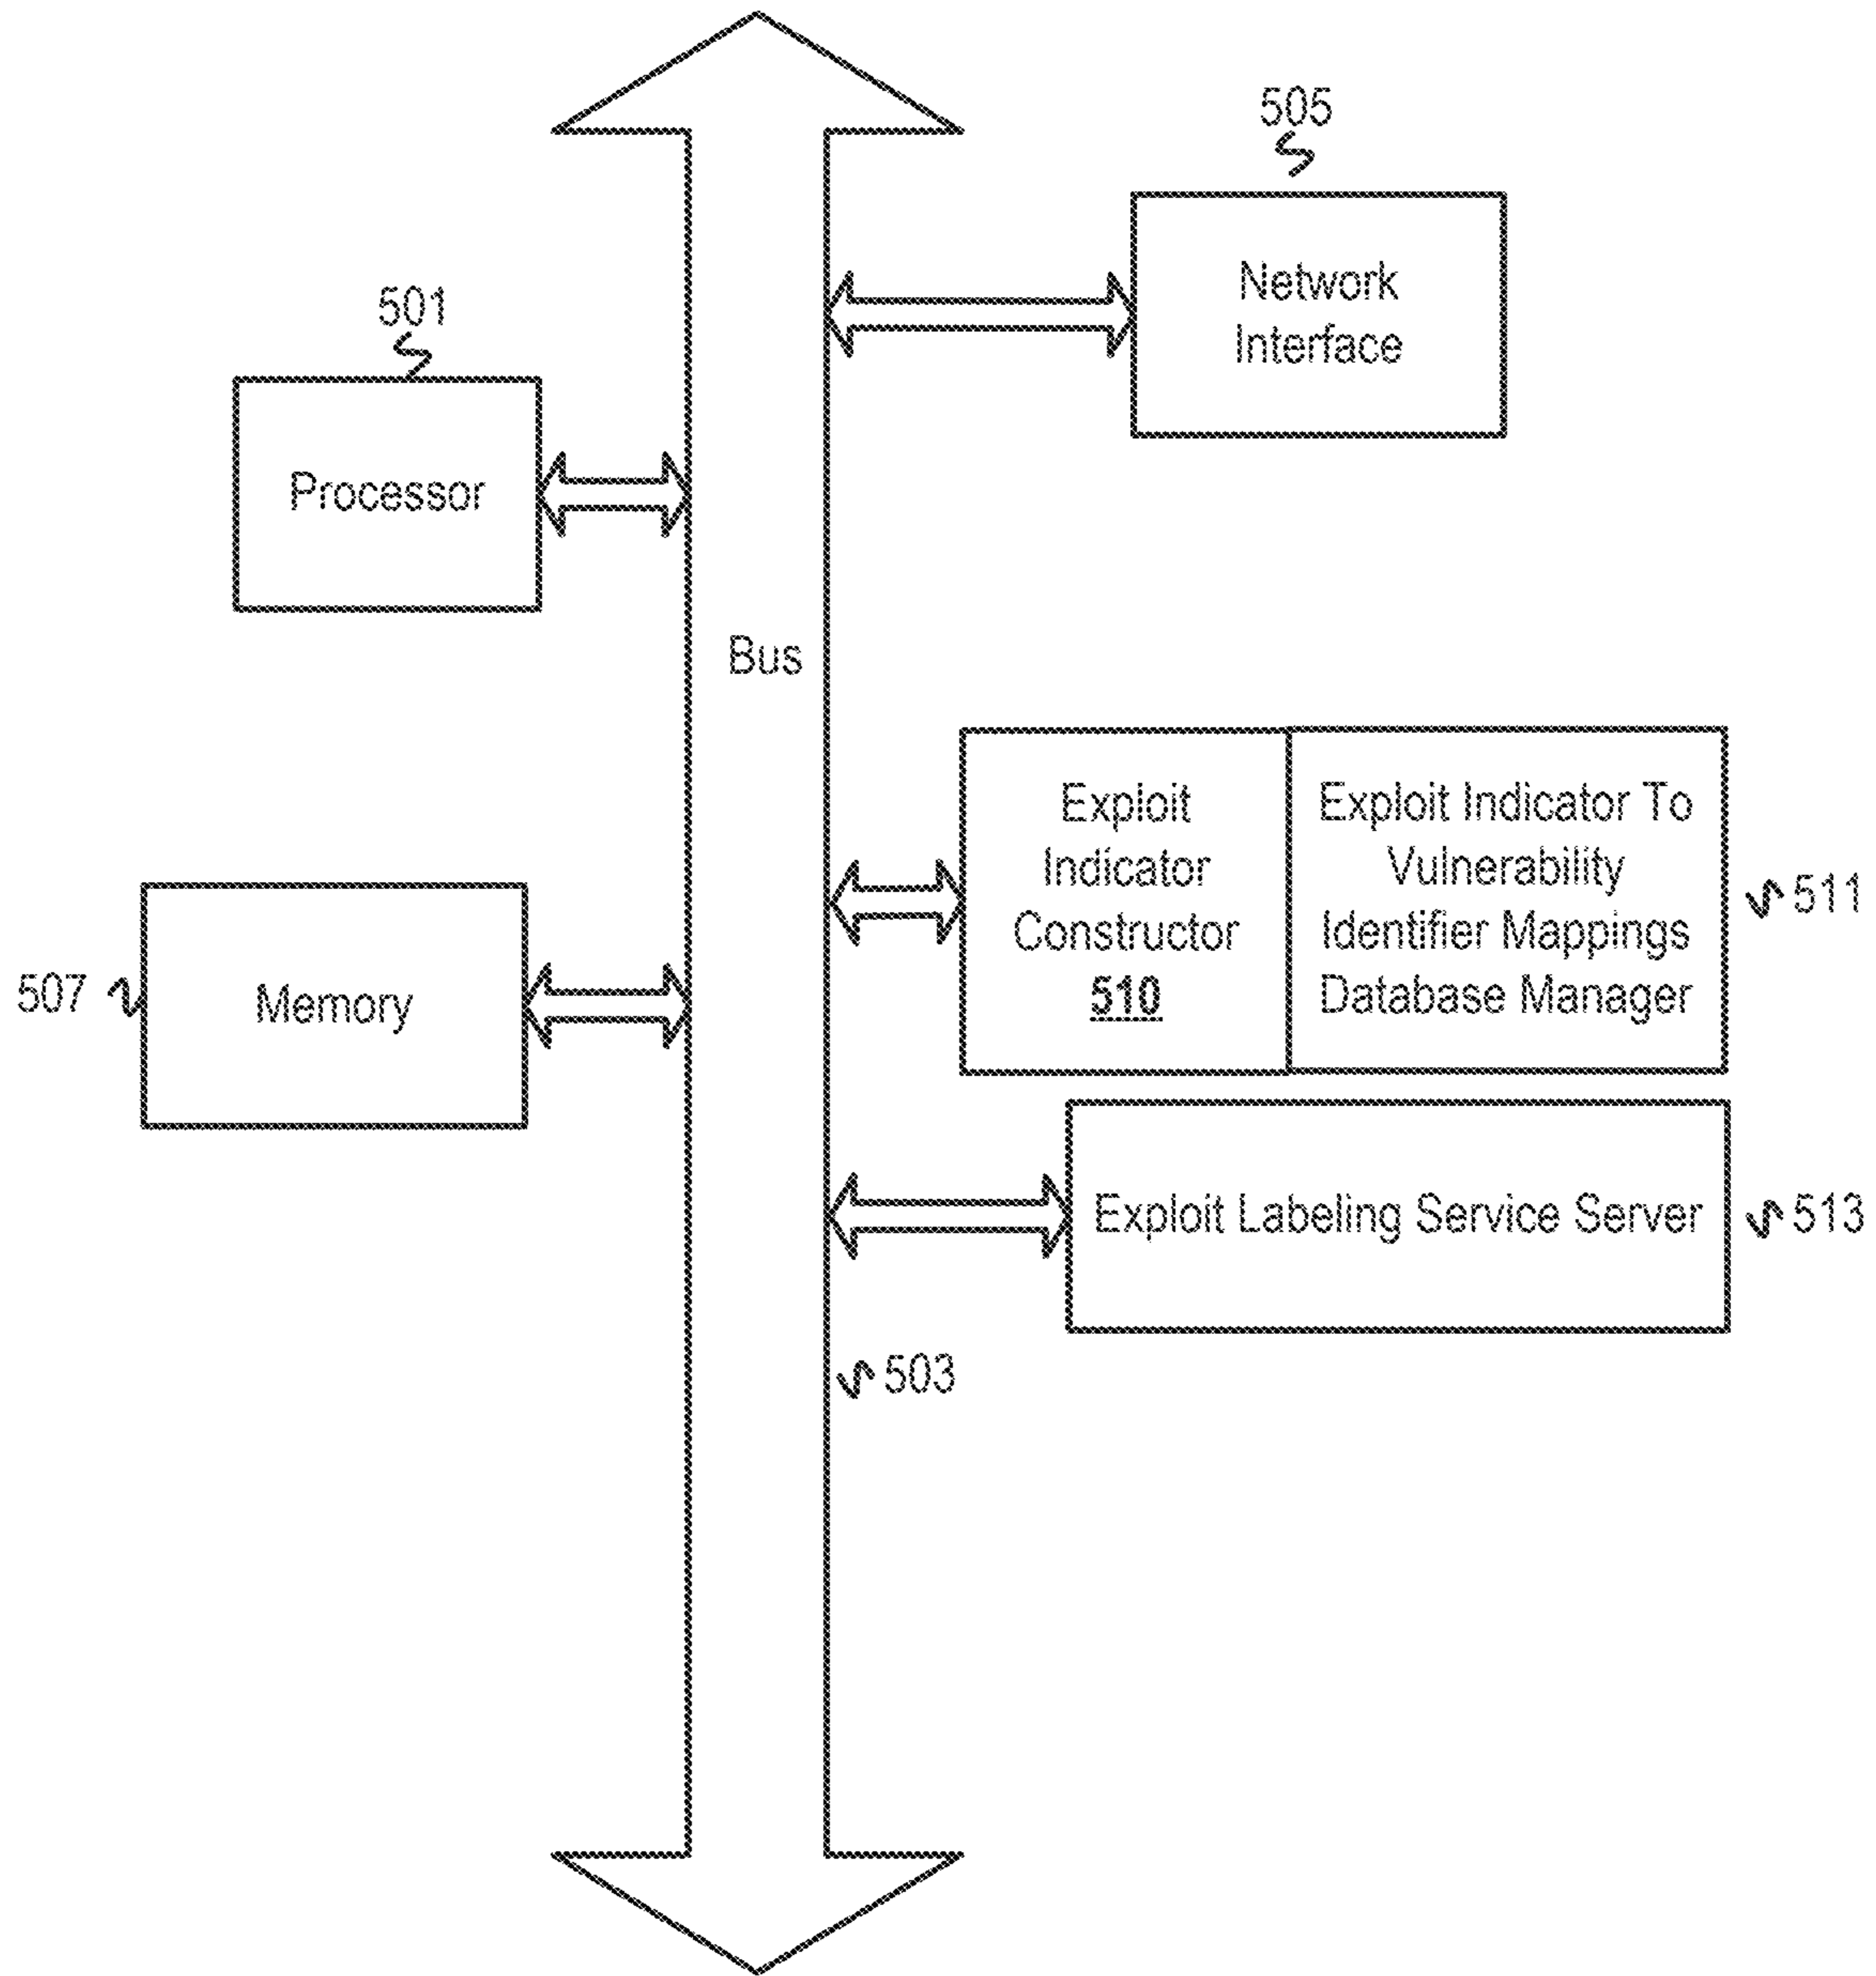 505
Network
Interface
501
Processor
Bus
Exploit
Indicator
Constructor
510
Exploit Indicator To
Vulnerability
Identifier Mappings
Database Manager
511
507
Memory
Exploit Labeling Service Server
513
503